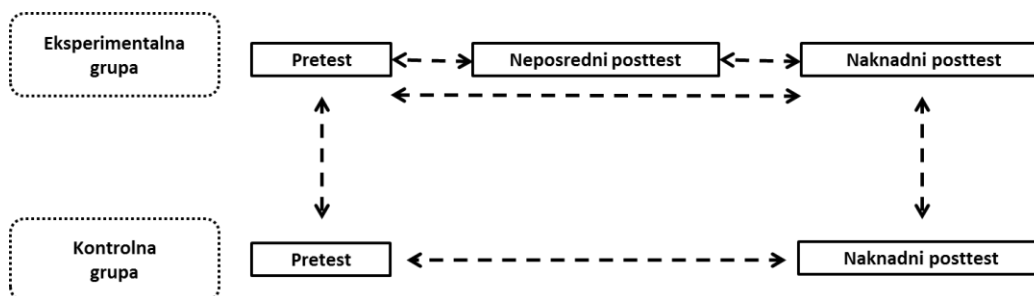 Eksperimentalna
grupa
Pretest
Neposredni posttest
Naknadni posttest
Kontrolna
grupa
Pretest
Naknadni posttest